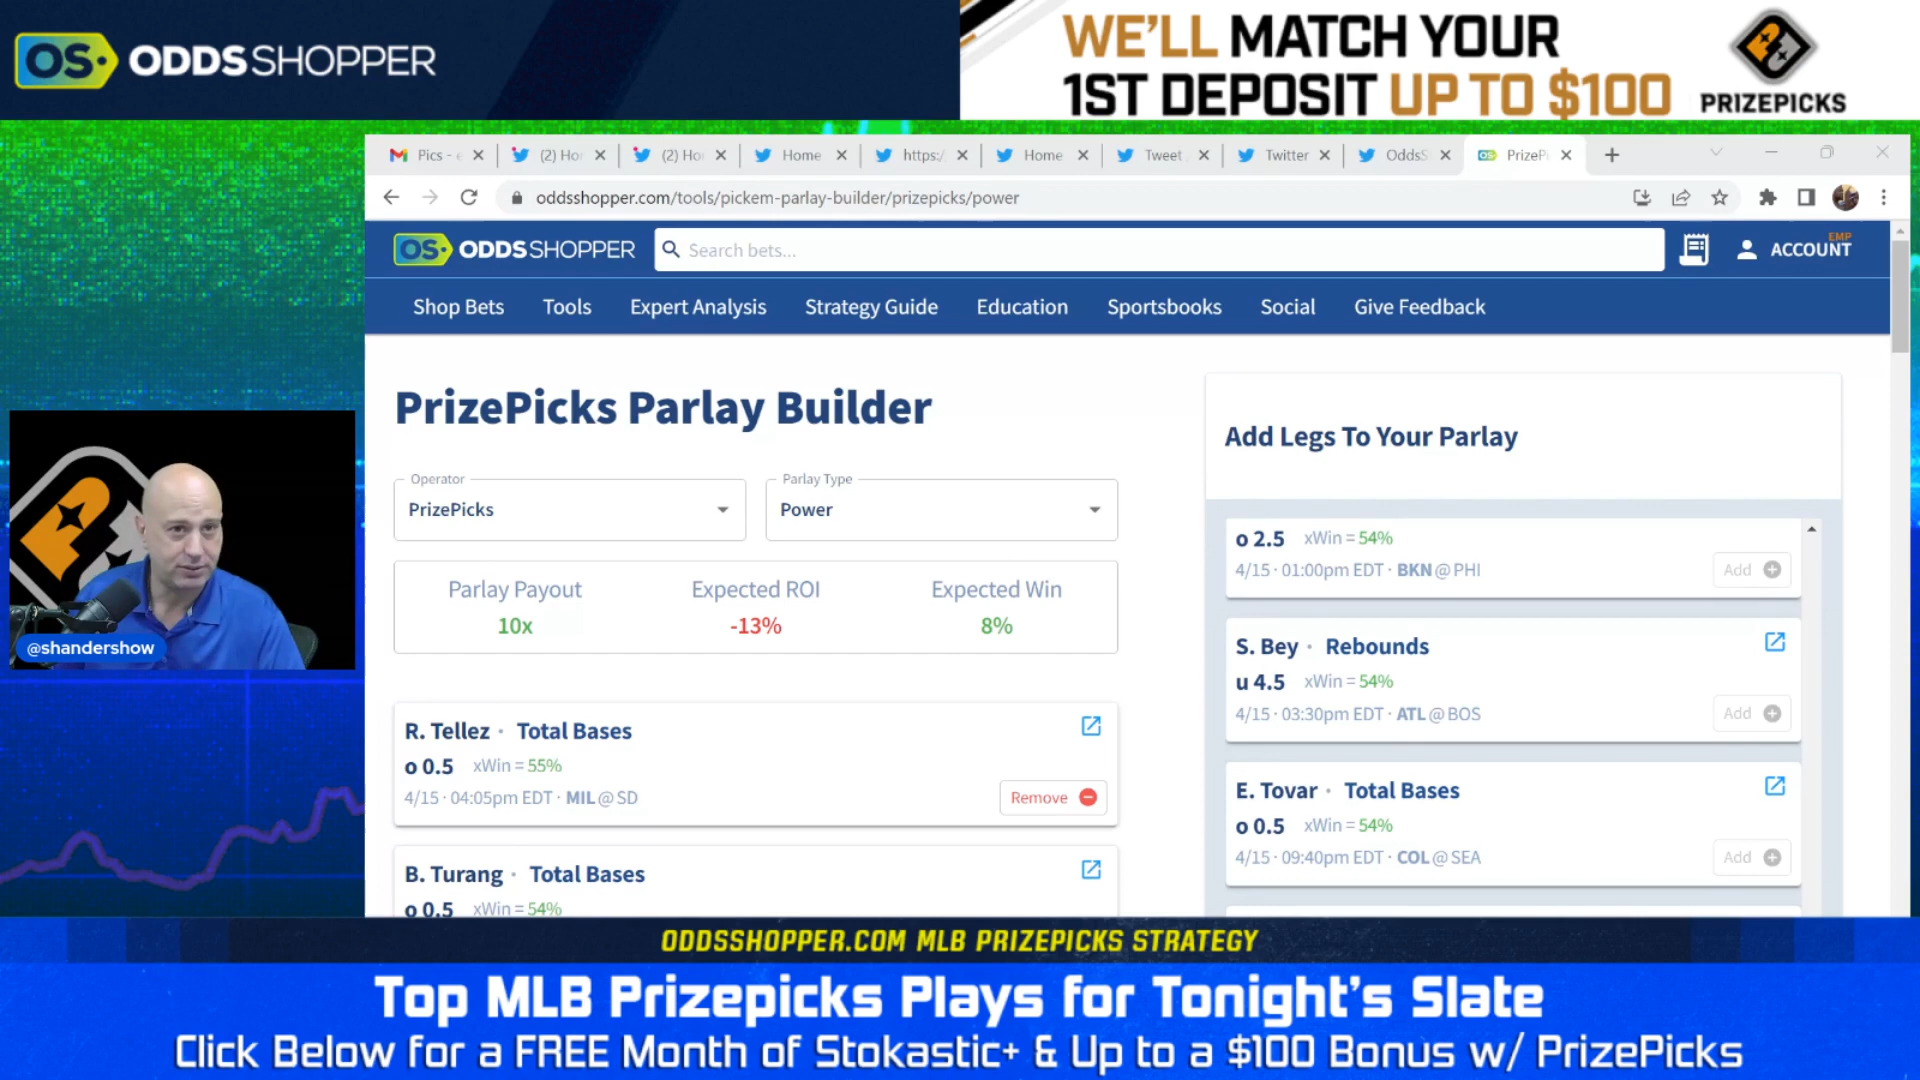 OS ODDSSHOPPER
WE'LL MATCH YOUR
1ST DEPOSIT UP TO $100
PRIZEPICKS
Pics - e
(2) Hor
(2) Hor
Home
https:/
Home
Tweet
Twitter
OddsS
PrizePi
oddsshopper.com/tools/pickem-parlay-builder/prizepicks/power
OS ODDSSHOPPER
Search bets...
EMP
ACCOUNT
Shop Bets
Tools
Expert Analysis
Strategy Guide
Education
Sportsbooks
Social
Give Feedback
PrizePicks Parlay Builder
Operator
PrizePicks
Parlay Type
Power
Parlay Payout
10x
Expected ROI
-13%
Expected Win
8%
R. Tellez · Total Bases
o 0.5 xWin = 55%
4/15 · 04:05pm EDT · MIL @ SD
Remove
B. Turang · Total Bases
o 0.5 xWin = 54%
Add Legs To Your Parlay
o 2.5 xWin = 54%
4/15 · 01:00pm EDT · BKN @ PHI
Add
S. Bey · Rebounds
u 4.5 xWin = 54%
4/15 · 03:30pm EDT · ATL @ BOS
Add
E. Tovar · Total Bases
o 0.5 xWin = 54%
4/15 · 09:40pm EDT · COL @ SEA
Add
@shandershow
ODDSSHOPPER.COM MLB PRIZEPICKS STRATEGY
Top MLB Prizepicks Plays for Tonight's Slate
Click Below for a FREE Month of Stokastic+ & Up to a $100 Bonus w/ PrizePicks